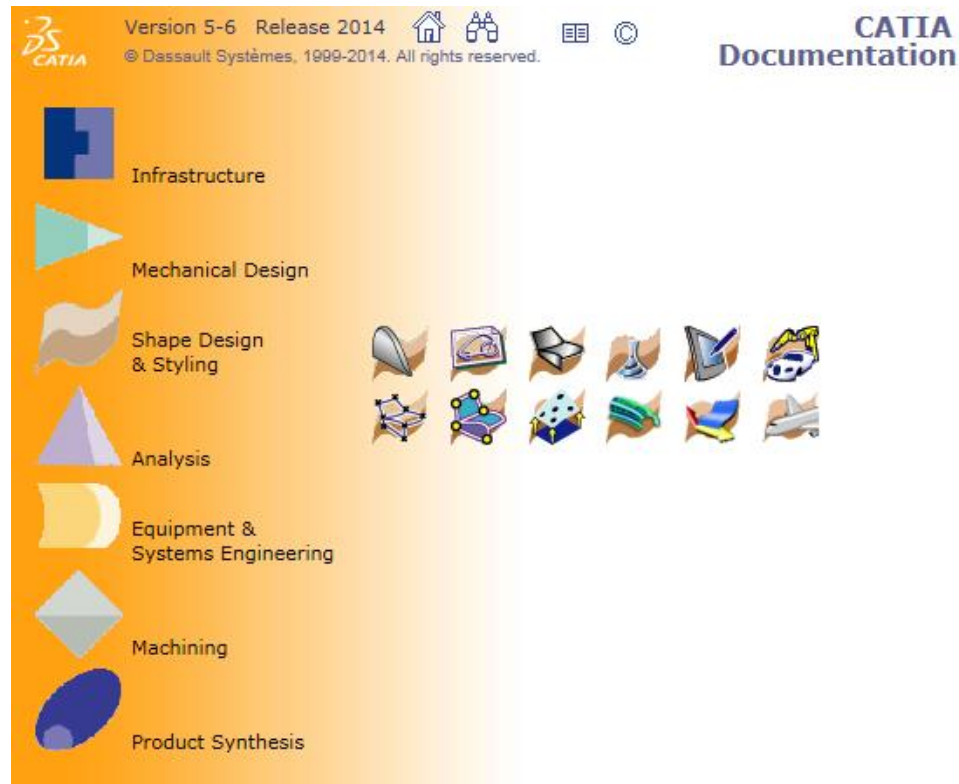 Version 5-6 Release 2014
© Dassault Systèmes, 1999-2014. All rights reserved.
CATIA
©
CATIA
Documentation
Infrastructure
Mechanical Design
Shape Design
& Styling
Analysis
Equipment &
Systems Engineering
Machining
Product Synthesis